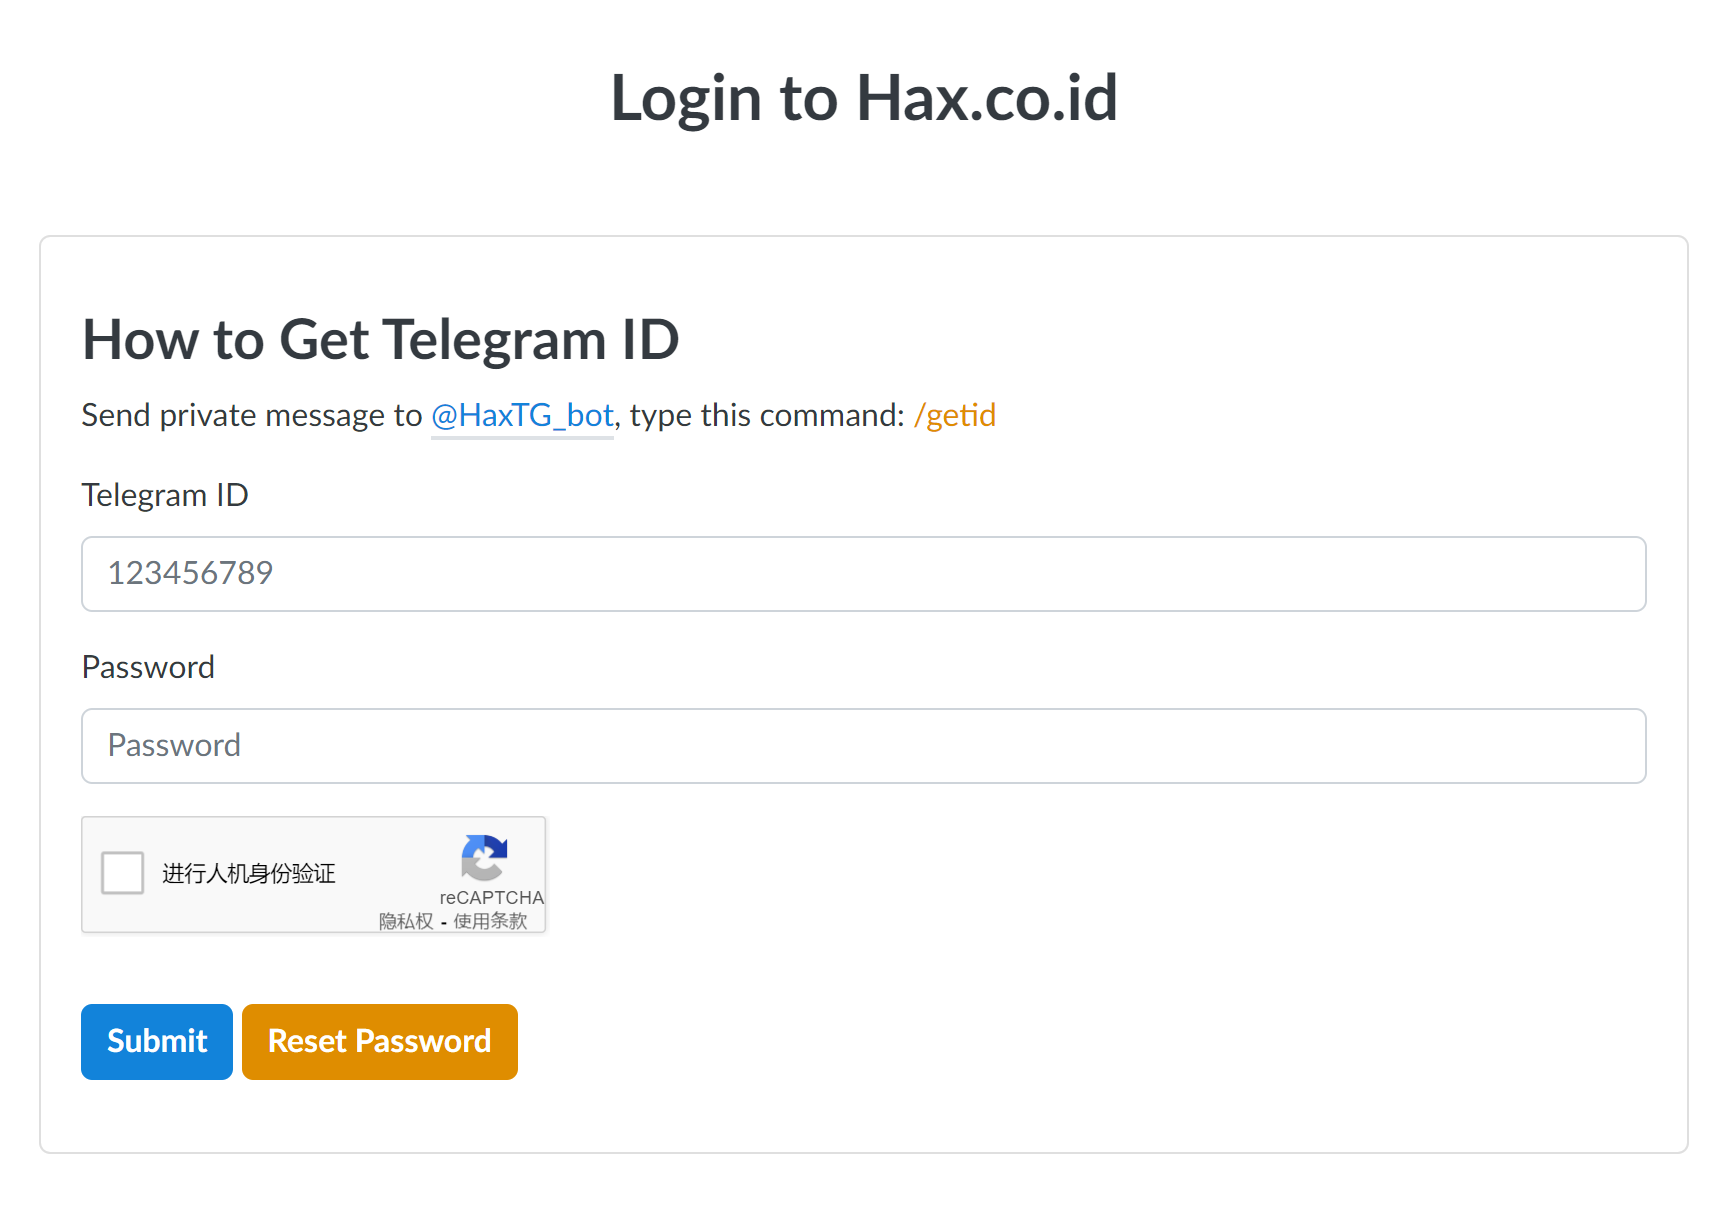 Login to Hax.co.id
How to Get Telegram ID
Send private message to @HaxTG_bot, type this command: /getid
Telegram ID
123456789
Password
Password
进行人机身份验证
reCAPTCHA
隐私权 - 使用条款
Submit
Reset Password